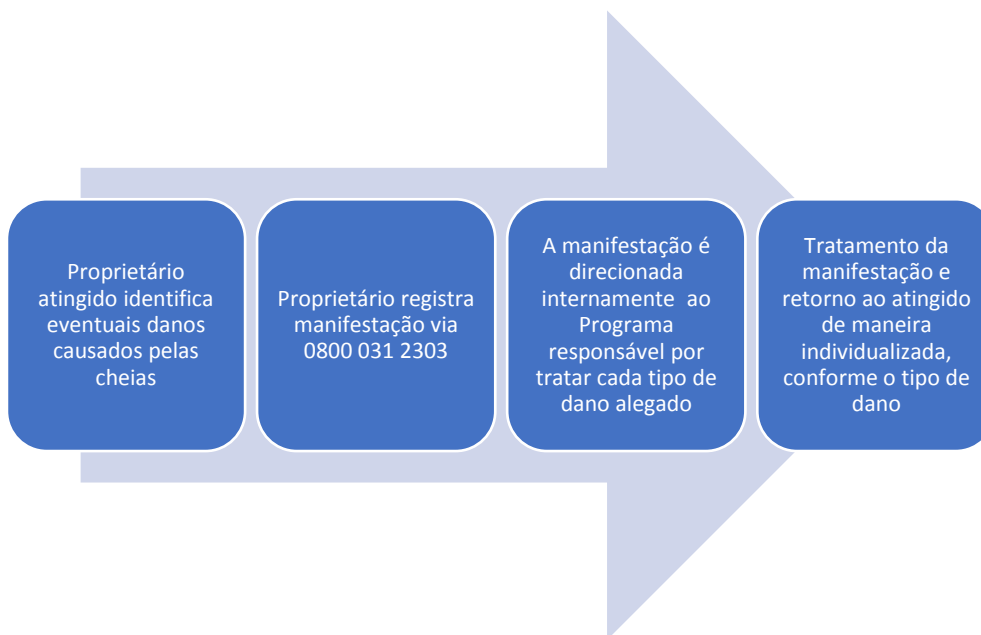 Proprietário
atingido identifica
eventuais danos
causados pelas
cheias
Proprietário registra
manifestação via
0800 031 2303
A manifestação é
direcionada
internamente ao
Programa
responsável por
tratar cada tipo de
dano alegado
Tratamento da
manifestação e
retorno ao atingido
de maneira
individualizada,
conforme o tipo de
dano